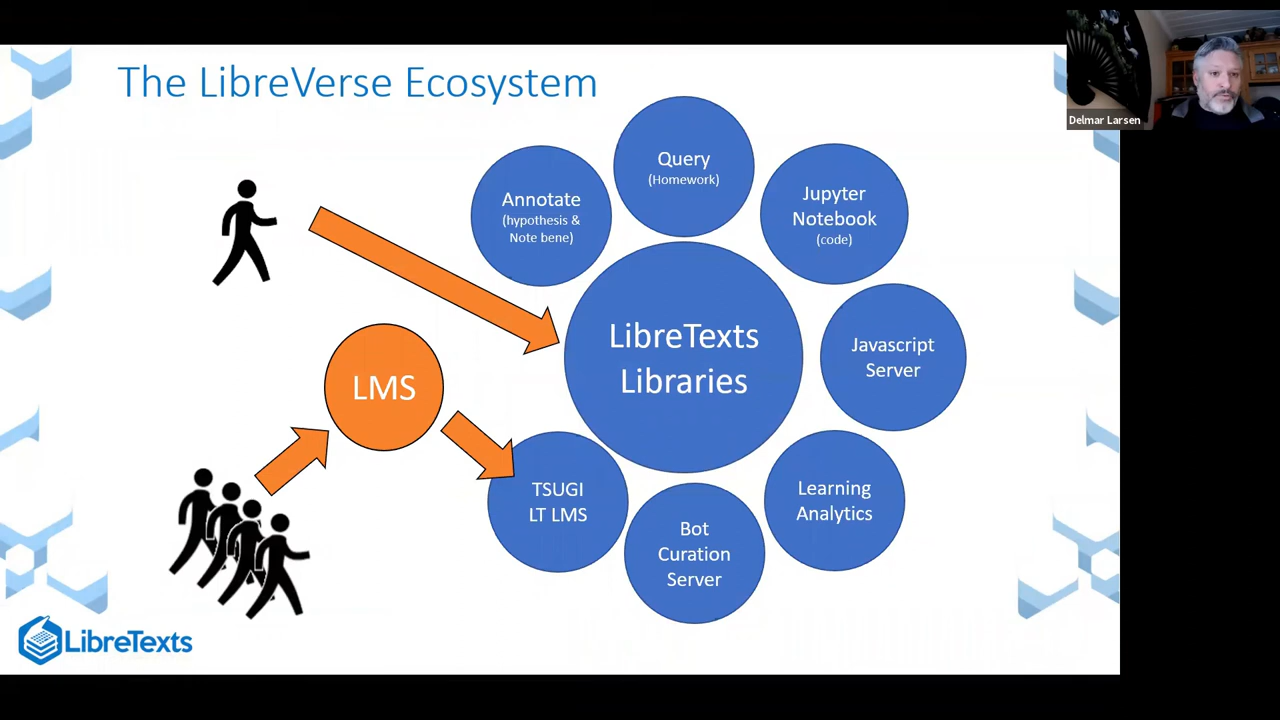 The LibreVerse Ecosystem
Delmar Larsen
Query
(Homework)
Annotate
(hypothesis &
Note bene)
Jupyter
Notebook
(code)
LibreTexts
Libraries
Javascript
Server
LMS
TSUGI
LT LMS
Learning
Analytics
Bot
Curation
Server
LibreTexts